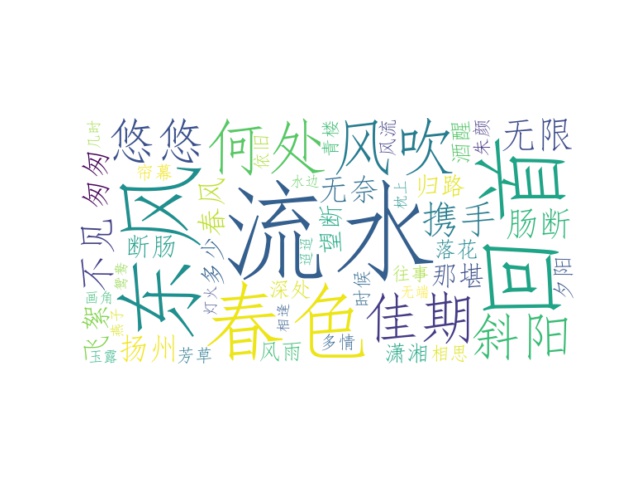 几时
匆匆
不见
飞絮
悠悠
帘幕
东风
断肠
画角
鸳鸯
燕子
玉露
扬州
芳草
何处
依旧
春风
多少
灯火
流水
春色
风雨
深处
相逢
水边
迢迢
望断
无奈
青楼
风吹
风流
枕上
时候
多情
佳期
潇湘
相思
往事
那堪
无端
携手
归路
落花
酒醒
朱颜
无限
回首
肠断
斜阳
夕阳